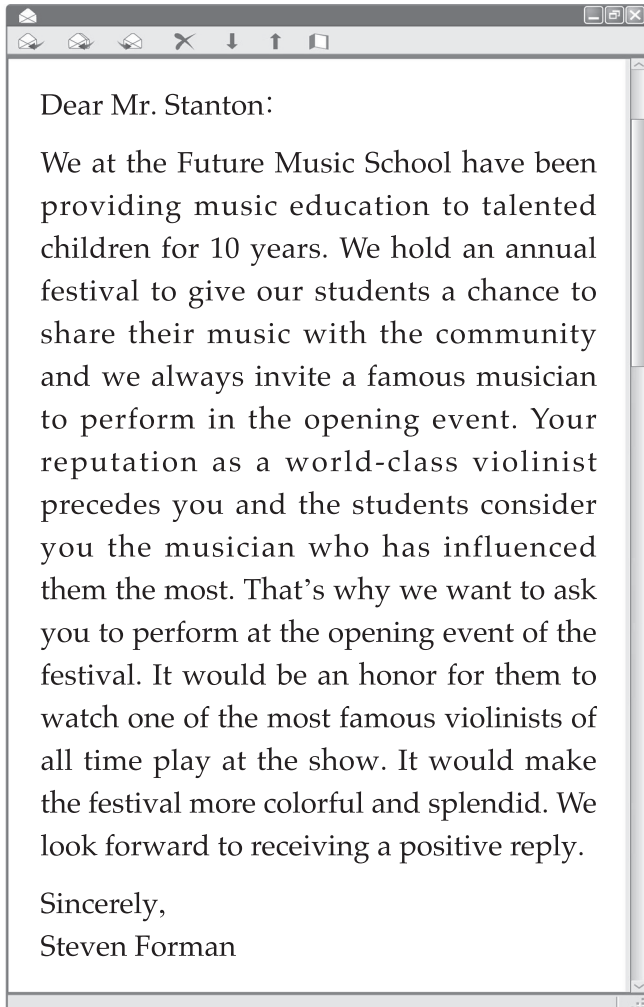 Dear Mr. Stanton:
We at the Future Music School have been
providing music education to talented
children for 10 years. We hold an annual
festival to give our students a chance to
share their music with the community
and we always invite a famous musician
to perform in the opening event. Your
reputation as a world-class violinist
precedes you and the students consider
you the musician who has influenced
them the most. That's why we want to ask
you to perform at the opening event of the
festival. It would be an honor for them to
watch one of the most famous violinists of
all time play at the show. It would make
the festival more colorful and splendid. We
look forward to receiving a positive reply.
Sincerely,
Steven Forman